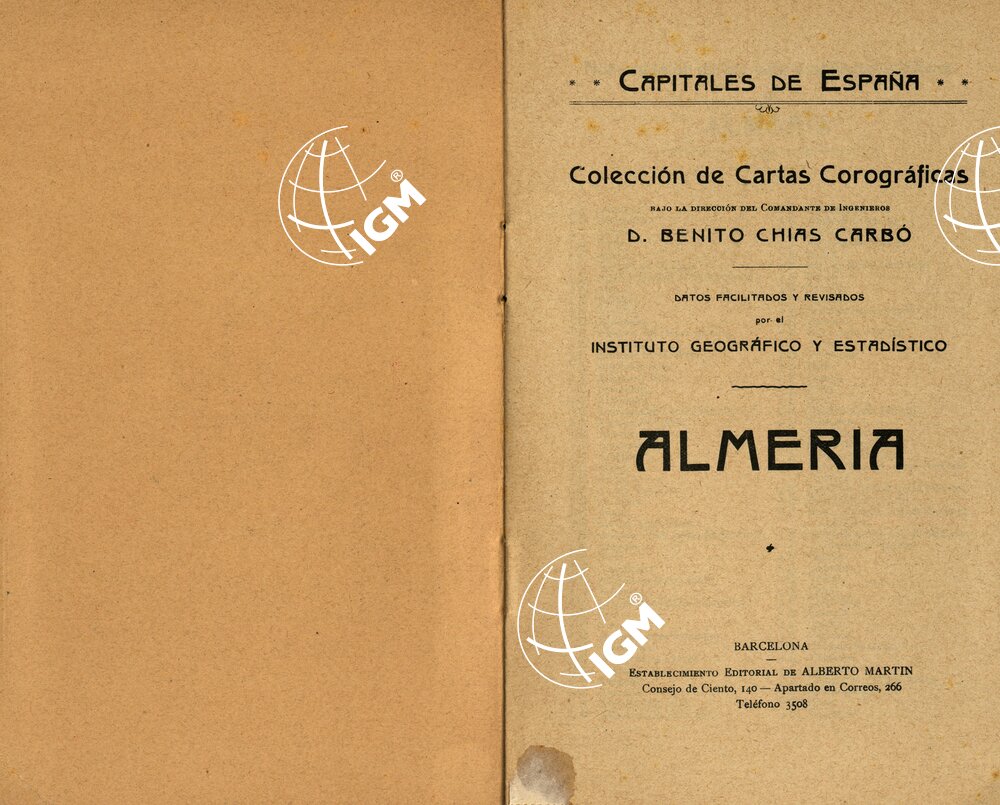 * * CAPITALES DE ESPAÑA * *
Colección de Cartas Corográficas
BAJO LA DIRECCIÓN DEL COMANDANTE DE INGENIEROS
D. BENITO CHIAS CARBÓ
DATOS FACILITADOS Y REVISADOS
por el
INSTITUTO GEOGRÁFICO Y ESTADÍSTICO
ALMERIA
BARCELONA
ESTABLECIMIENTO EDITORIAL DE ALBERTO MARTIN
Consejo de Ciento, 140 — Apartado en Correos, 266
Teléfono 3508
IGM®
IGM®